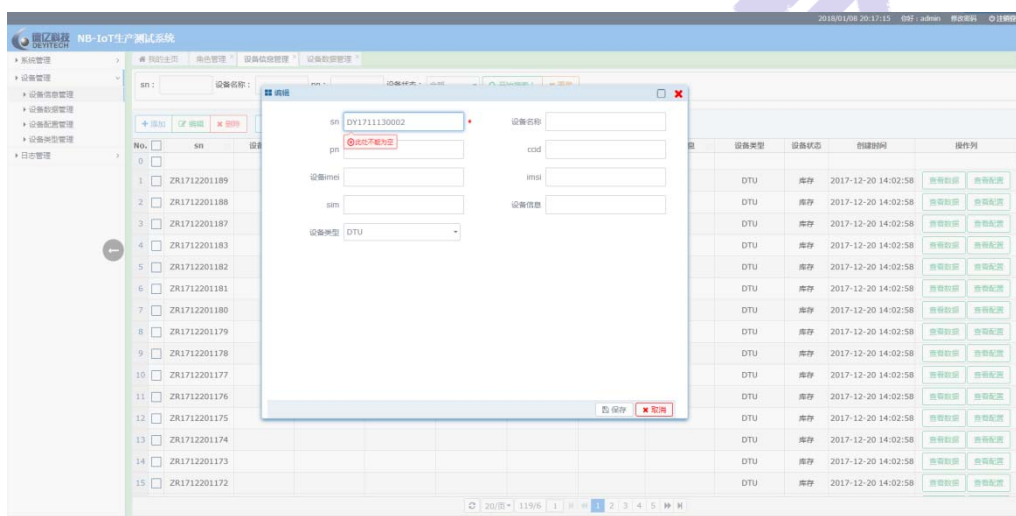 2018/01/08 20:17:15 你好：admin 修改密码 注销登
德亿科技
DEYITECH
NB-IoT生产测试系统
系统管理
设备管理
设备信息管理
设备数据管理
设备配置管理
设备类型管理
日志管理
我的主页 角色管理 设备信息管理 设备数据管理
sn： 设备名称： pn： 设备状态： 全部
添加 编辑 删除
No. sn 设备类型 设备状态 创建时间 操作列
编辑
sn DY1711130002 * 设备名称
此处不能为空
pn ccid
设备imei imsi
sim 设备信息
设备类型 DTU
保存 取消
0
1 ZR1712201189 DTU 库存 2017-12-20 14:02:58 查看数据 查看配置
2 ZR1712201188 DTU 库存 2017-12-20 14:02:58 查看数据 查看配置
3 ZR1712201187 DTU 库存 2017-12-20 14:02:58 查看数据 查看配置
4 ZR1712201183 DTU 库存 2017-12-20 14:02:58 查看数据 查看配置
5 ZR1712201182 DTU 库存 2017-12-20 14:02:58 查看数据 查看配置
6 ZR1712201181 DTU 库存 2017-12-20 14:02:58 查看数据 查看配置
7 ZR1712201180 DTU 库存 2017-12-20 14:02:58 查看数据 查看配置
8 ZR1712201179 DTU 库存 2017-12-20 14:02:58 查看数据 查看配置
9 ZR1712201178 DTU 库存 2017-12-20 14:02:58 查看数据 查看配置
10 ZR1712201177 DTU 库存 2017-12-20 14:02:58 查看数据 查看配置
11 ZR1712201176 DTU 库存 2017-12-20 14:02:58 查看数据 查看配置
12 ZR1712201175 DTU 库存 2017-12-20 14:02:58 查看数据 查看配置
13 ZR1712201174 DTU 库存 2017-12-20 14:02:58 查看数据 查看配置
14 ZR1712201173 DTU 库存 2017-12-20 14:02:58 查看数据 查看配置
15 ZR1712201172 DTU 库存 2017-12-20 14:02:58 查看数据 查看配置
20/页 119/6 1 1 2 3 4 5